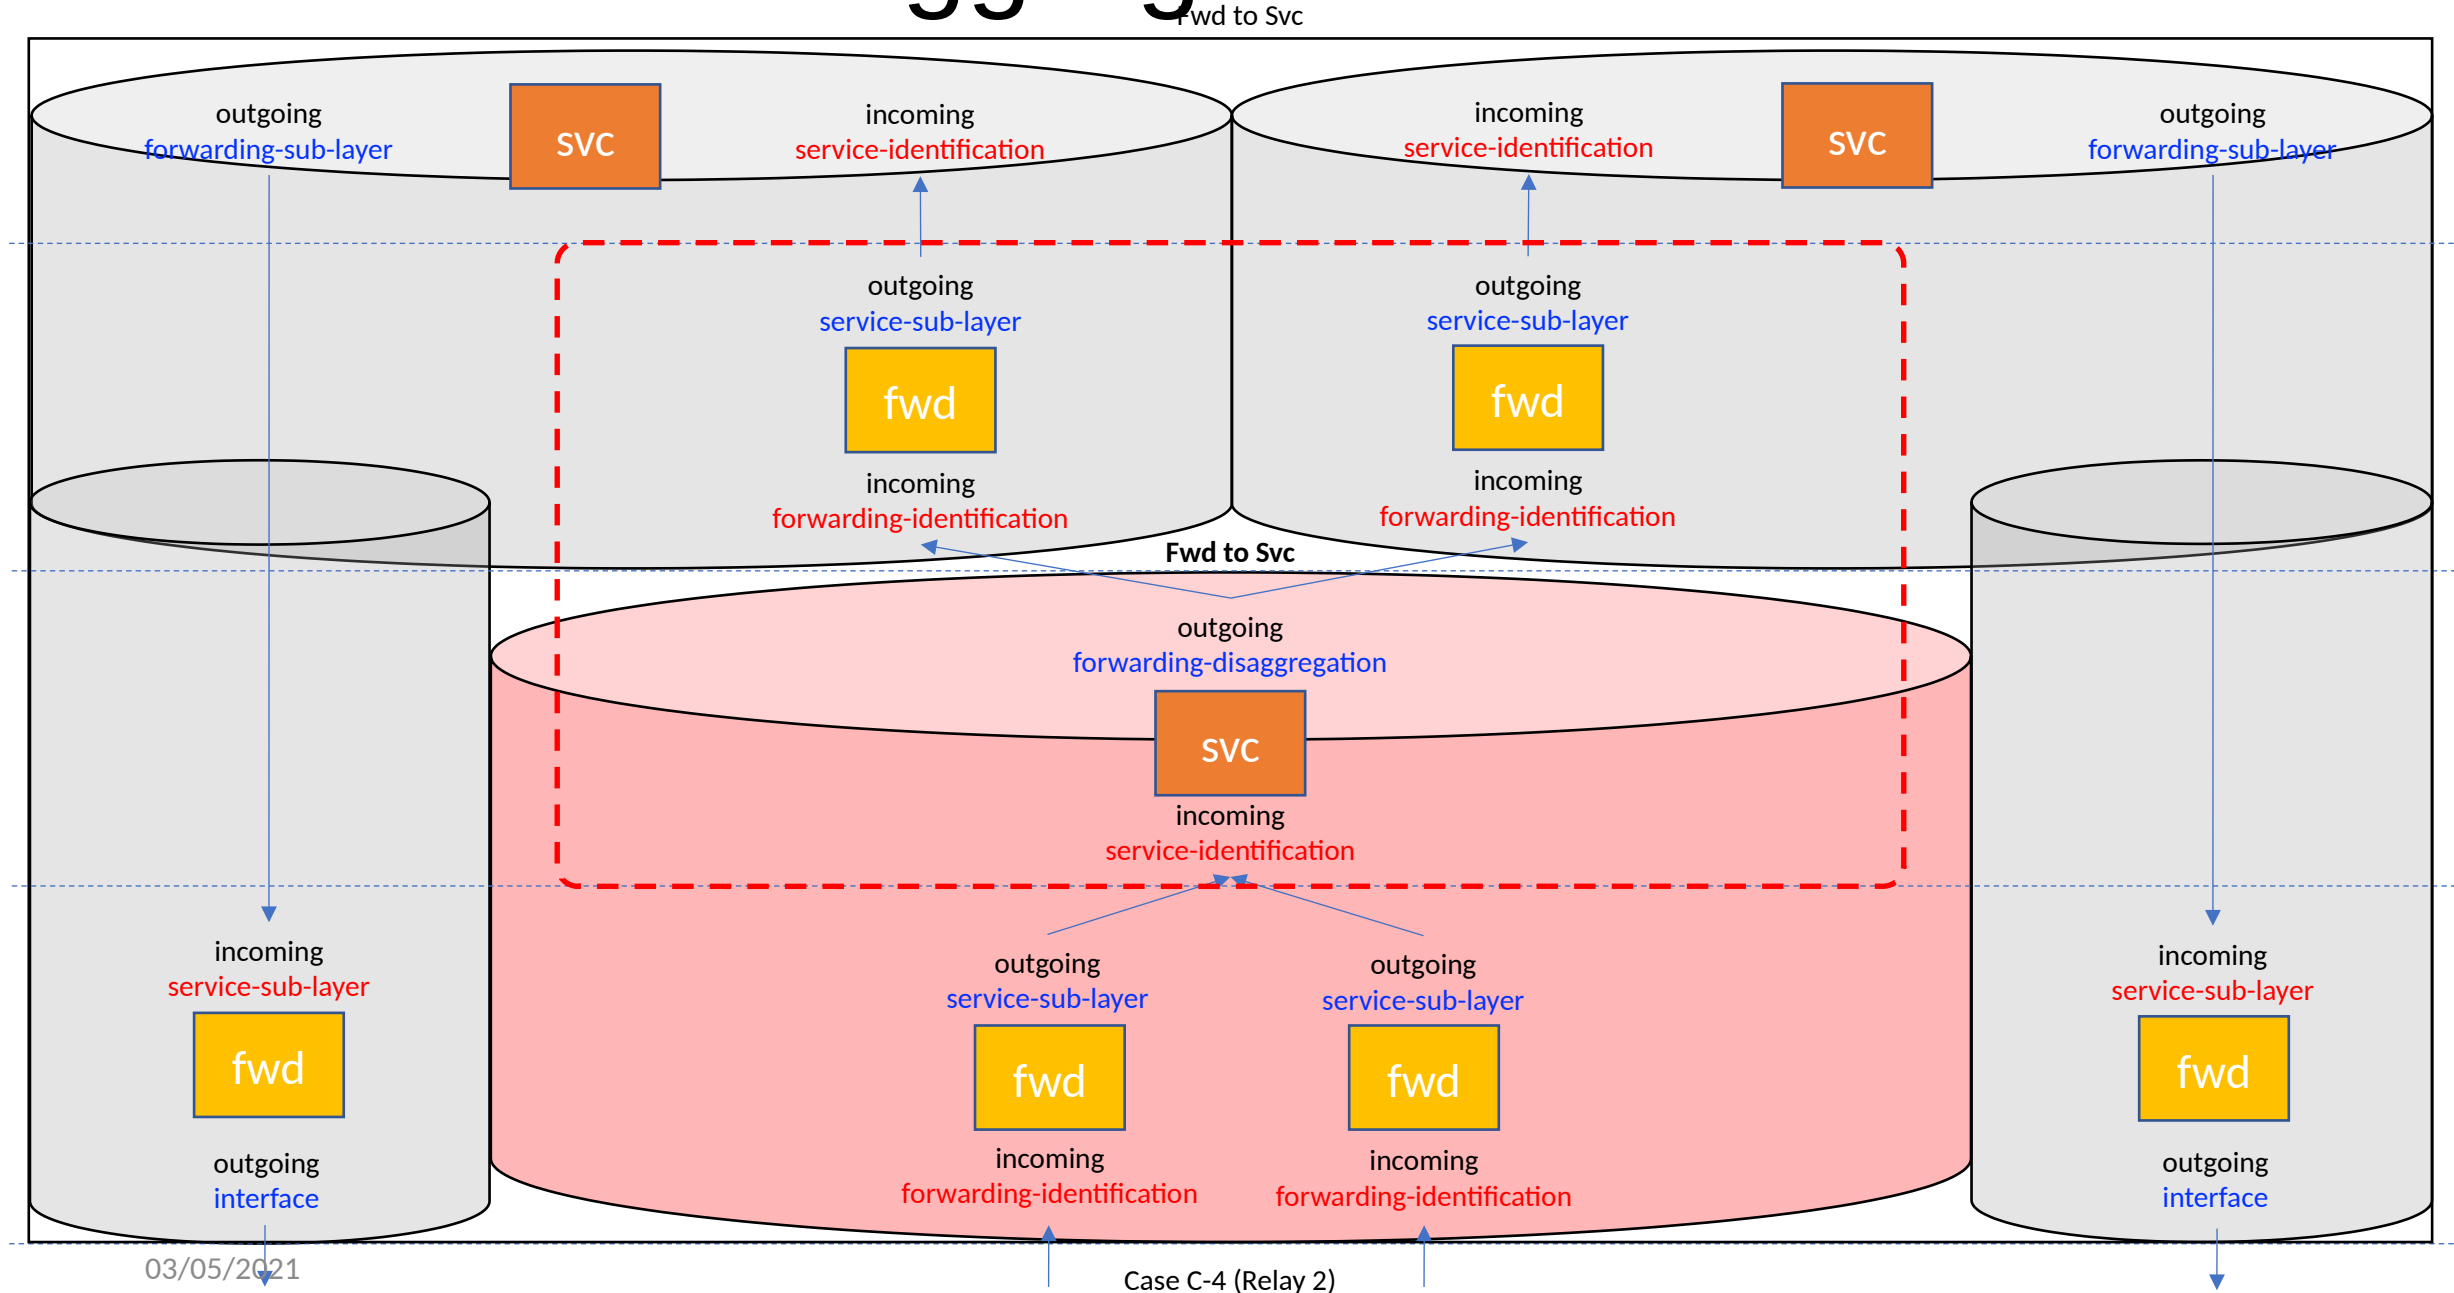 Fwd to Svc
outgoing
forwarding-sub-layer
svc
incoming
service-identification
incoming
service-identification
svc
outgoing
forwarding-sub-layer
outgoing
service-sub-layer
fwd
incoming
forwarding-identification
outgoing
service-sub-layer
fwd
incoming
forwarding-identification
Fwd to Svc
outgoing
forwarding-disaggregation
svc
incoming
service-identification
incoming
service-sub-layer
fwd
outgoing
interface
outgoing
service-sub-layer
fwd
incoming
forwarding-identification
outgoing
service-sub-layer
fwd
incoming
forwarding-identification
incoming
service-sub-layer
fwd
outgoing
interface
03/05/2021
Case C-4 (Relay 2)